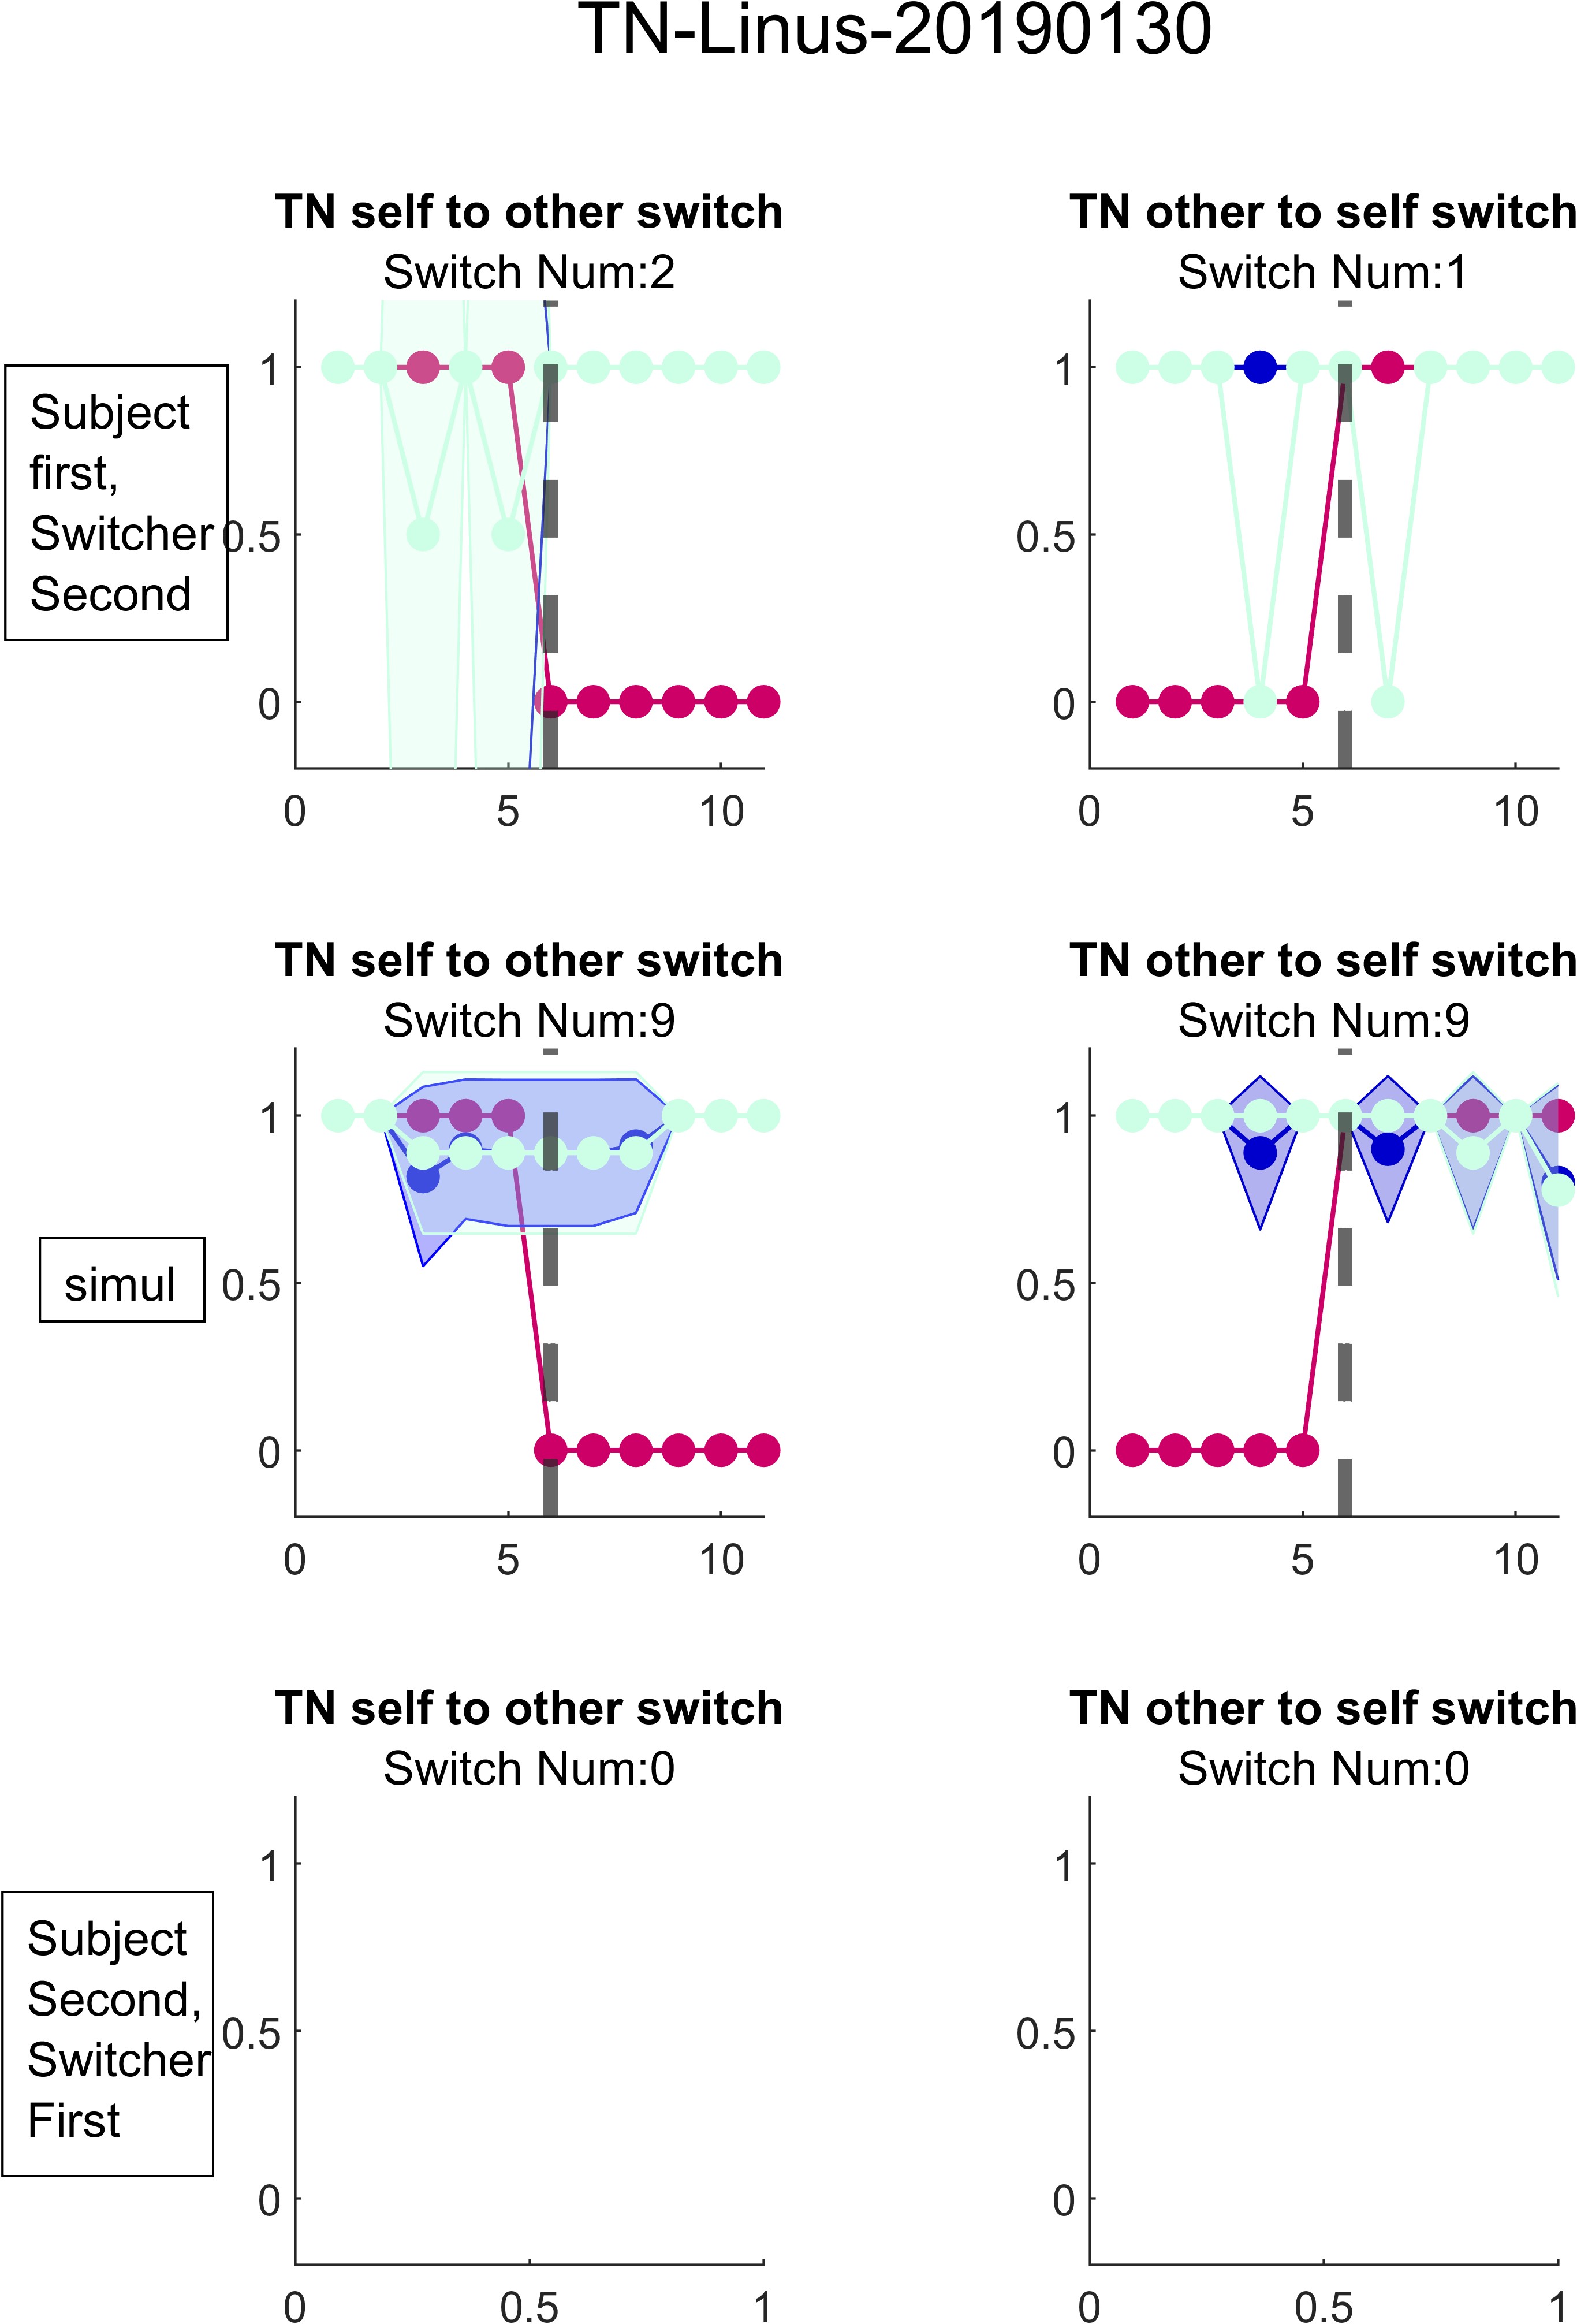 TN-Linus-20190130
TN self to other switch
Switch Num:2
1
0.5
0
0
5
10
TN other to self switch
Switch Num:1
1
0.5
0
0
5
10
Subject
first,
Switcher
Second
TN self to other switch
Switch Num:9
1
0.5
0
0
5
10
TN other to self switch
Switch Num:9
1
0.5
0
0
5
10
simul
TN self to other switch
Switch Num:0
1
0.5
0
0
0.5
1
TN other to self switch
Switch Num:0
1
0.5
0
0
0.5
1
Subject
Second,
Switcher
First